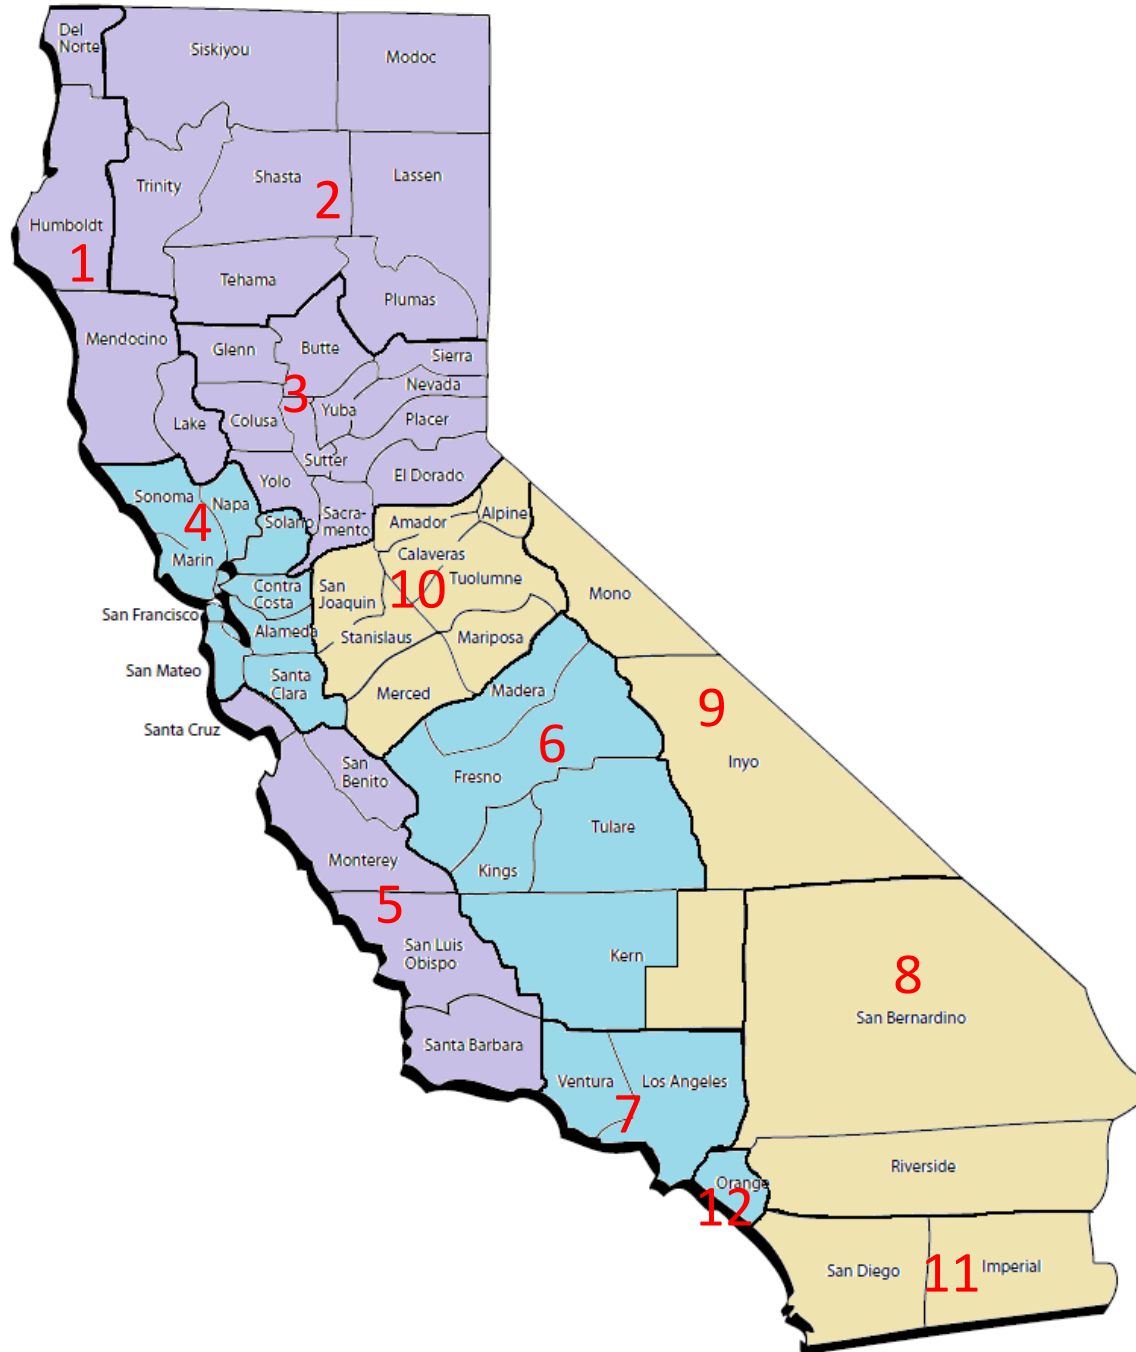 Del
Norte
Siskiyou
Modoc
Trinity
Shasta
Lassen
2
Humboldt
1
Tehama
Plumas
Mendocino
Glenn
Butte
Sierra
3
Nevada
Lake
Colusa
Yuba
Placer
Sutter
El Dorado
Yolo
Sonoma
Napa
4
Solano
Sacra-
mento
Amador
Alpine
Marin
Calaveras
Contra
Costa
San
Joaquin
10
Tuolumne
Mono
San Francisco
Alameda
Stanislaus
Mariposa
San Mateo
Santa
Clara
Merced
Madera
9
Santa Cruz
6
San
Benito
Fresno
Inyo
Tulare
Monterey
Kings
5
San Luis
Obispo
Kern
8
San Bernardino
Santa Barbara
Ventura
Los Angeles
7
Orange
12
Riverside
San Diego
11
Imperial